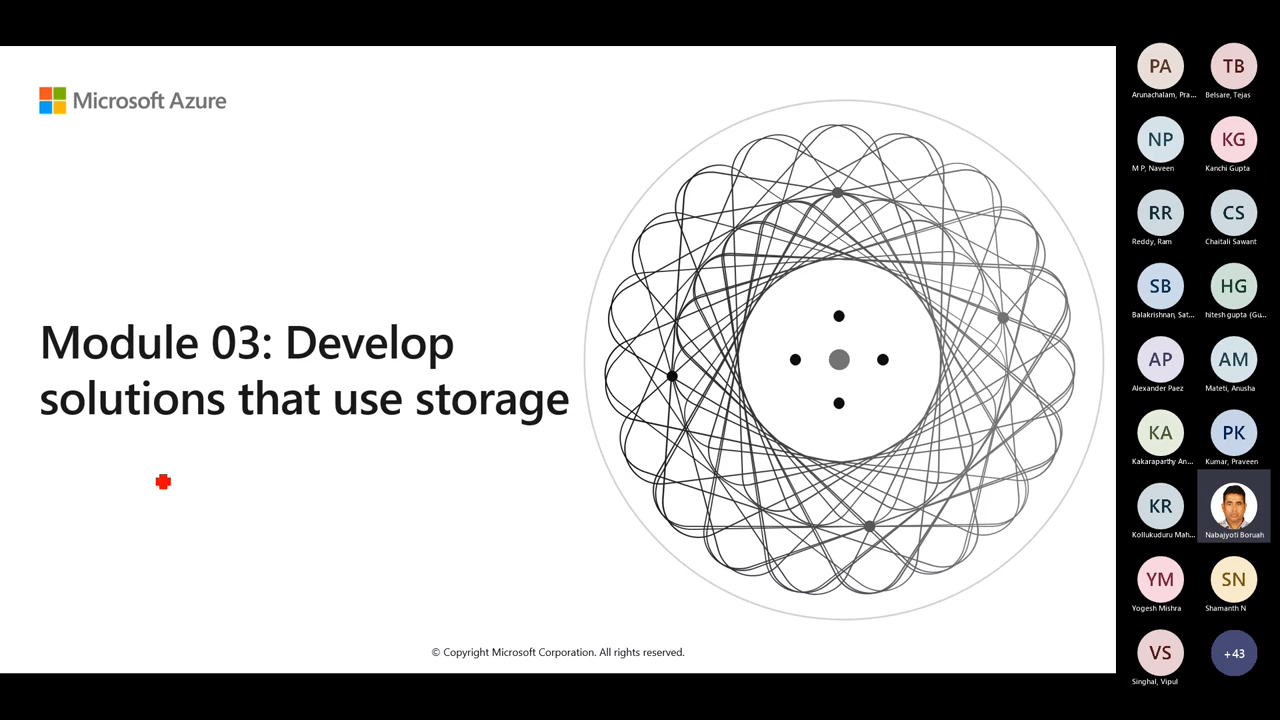 Microsoft Azure
Module 03: Develop
solutions that use storage
© Copyright Microsoft Corporation. All rights reserved.
PA
TB
Arunachalam, Pra...
Belsare, Tejas
NP
KG
M P, Naveen
Kanchi Gupta
RR
CS
Reddy, Ram
Chaitali Sawant
SB
HG
Balakrishnan, Sat...
hitesh gupta (Gu...
AP
AM
Alexander Paez
Mateti, Anusha
KA
PK
Kakaraparthy An...
Kumar, Praveen
KR
Kollukuduru Mah...
Nabajyoti Boruah
YM
SN
Yogesh Mishra
Shamanth N
VS
+43
Singhal, Vipul